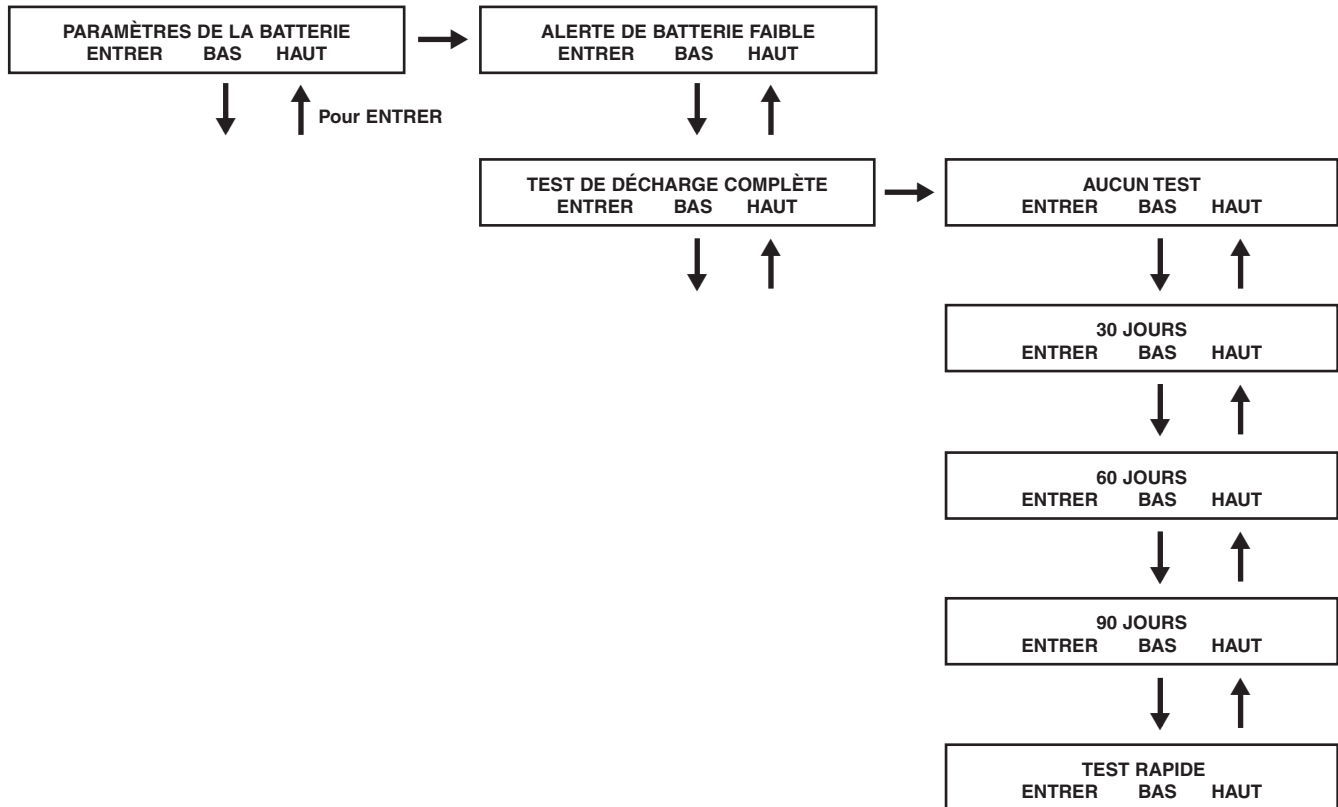 PARAMÈTRES DE LA BATTERIE
ENTRER BAS HAUT
ALERTE DE BATTERIE FAIBLE
ENTRER BAS HAUT
Pour ENTRER
TEST DE DÉCHARGE COMPLÈTE
ENTRER BAS HAUT
AUCUN TEST
ENTRER BAS HAUT
30 JOURS
ENTRER BAS HAUT
60 JOURS
ENTRER BAS HAUT
90 JOURS
ENTRER BAS HAUT
TEST RAPIDE
ENTRER BAS HAUT